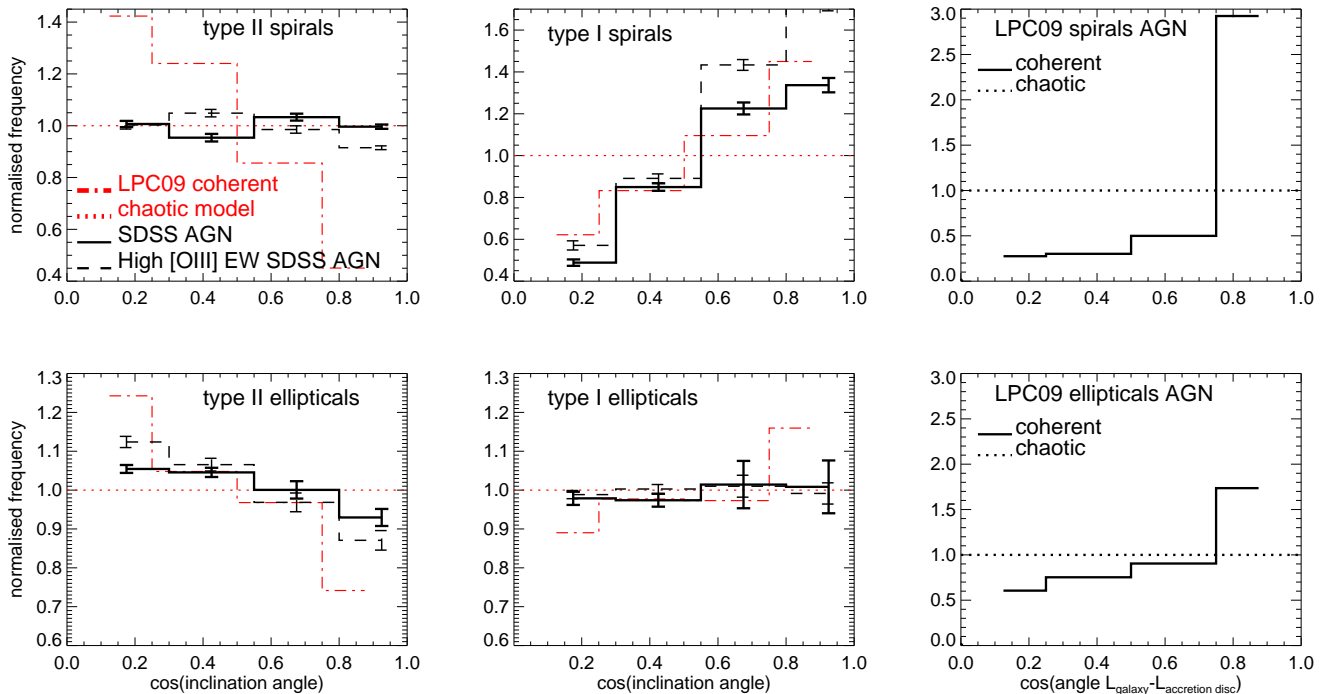 type II spirals
normalised frequency
1.4
1.2
1.0
0.8
0.6
0.4
LPC09 coherent
chaotic model
SDSS AGN
High [OIII] EW SDSS AGN
0.0 0.2 0.4 0.6 0.8 1.0
type I spirals
1.6
1.4
1.2
1.0
0.8
0.6
0.4
0.0 0.2 0.4 0.6 0.8 1.0
LPC09 spirals AGN
coherent
chaotic
3.0
2.5
2.0
1.5
1.0
0.5
0.0
0.0 0.2 0.4 0.6 0.8 1.0
type II ellipticals
normalised frequency
1.3
1.2
1.1
1.0
0.9
0.8
0.7
0.6
0.0 0.2 0.4 0.6 0.8 1.0
cos(inclination angle)
type I ellipticals
1.3
1.2
1.1
1.0
0.9
0.8
0.7
0.6
0.0 0.2 0.4 0.6 0.8 1.0
cos(inclination angle)
LPC09 ellipticals AGN
coherent
chaotic
3.0
2.5
2.0
1.5
1.0
0.5
0.0
0.0 0.2 0.4 0.6 0.8 1.0
cos(angle Lgalaxy-Laccretion disc)